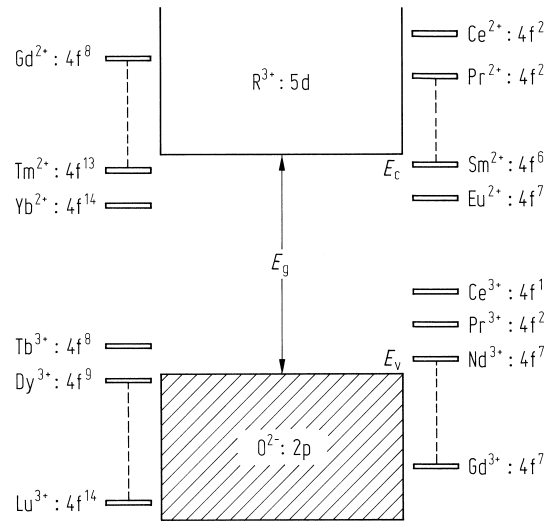 Gd²⁺ : 4f⁸
Tm²⁺ : 4f¹³
Yb²⁺ : 4f¹⁴
Tb³⁺ : 4f⁸
Dy³⁺ : 4f⁹
Lu³⁺ : 4f¹⁴
R³⁺ : 5d
E_c
E_g
E_v
O²⁻ : 2p
Ce²⁺ : 4f²
Pr²⁺ : 4f²
Sm²⁺ : 4f⁶
Eu²⁺ : 4f⁷
Ce³⁺ : 4f¹
Pr³⁺ : 4f²
Nd³⁺ : 4f⁷
Gd³⁺ : 4f⁷